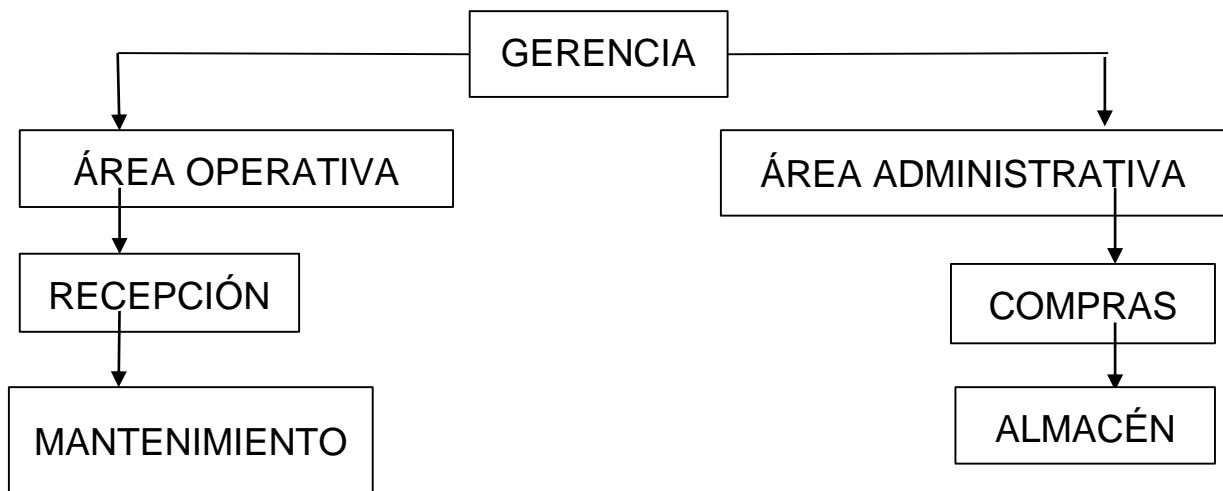 GERENCIA
ÁREA OPERATIVA
ÁREA ADMINISTRATIVA
RECEPCIÓN
COMPRAS
MANTENIMIENTO
ALMACÉN